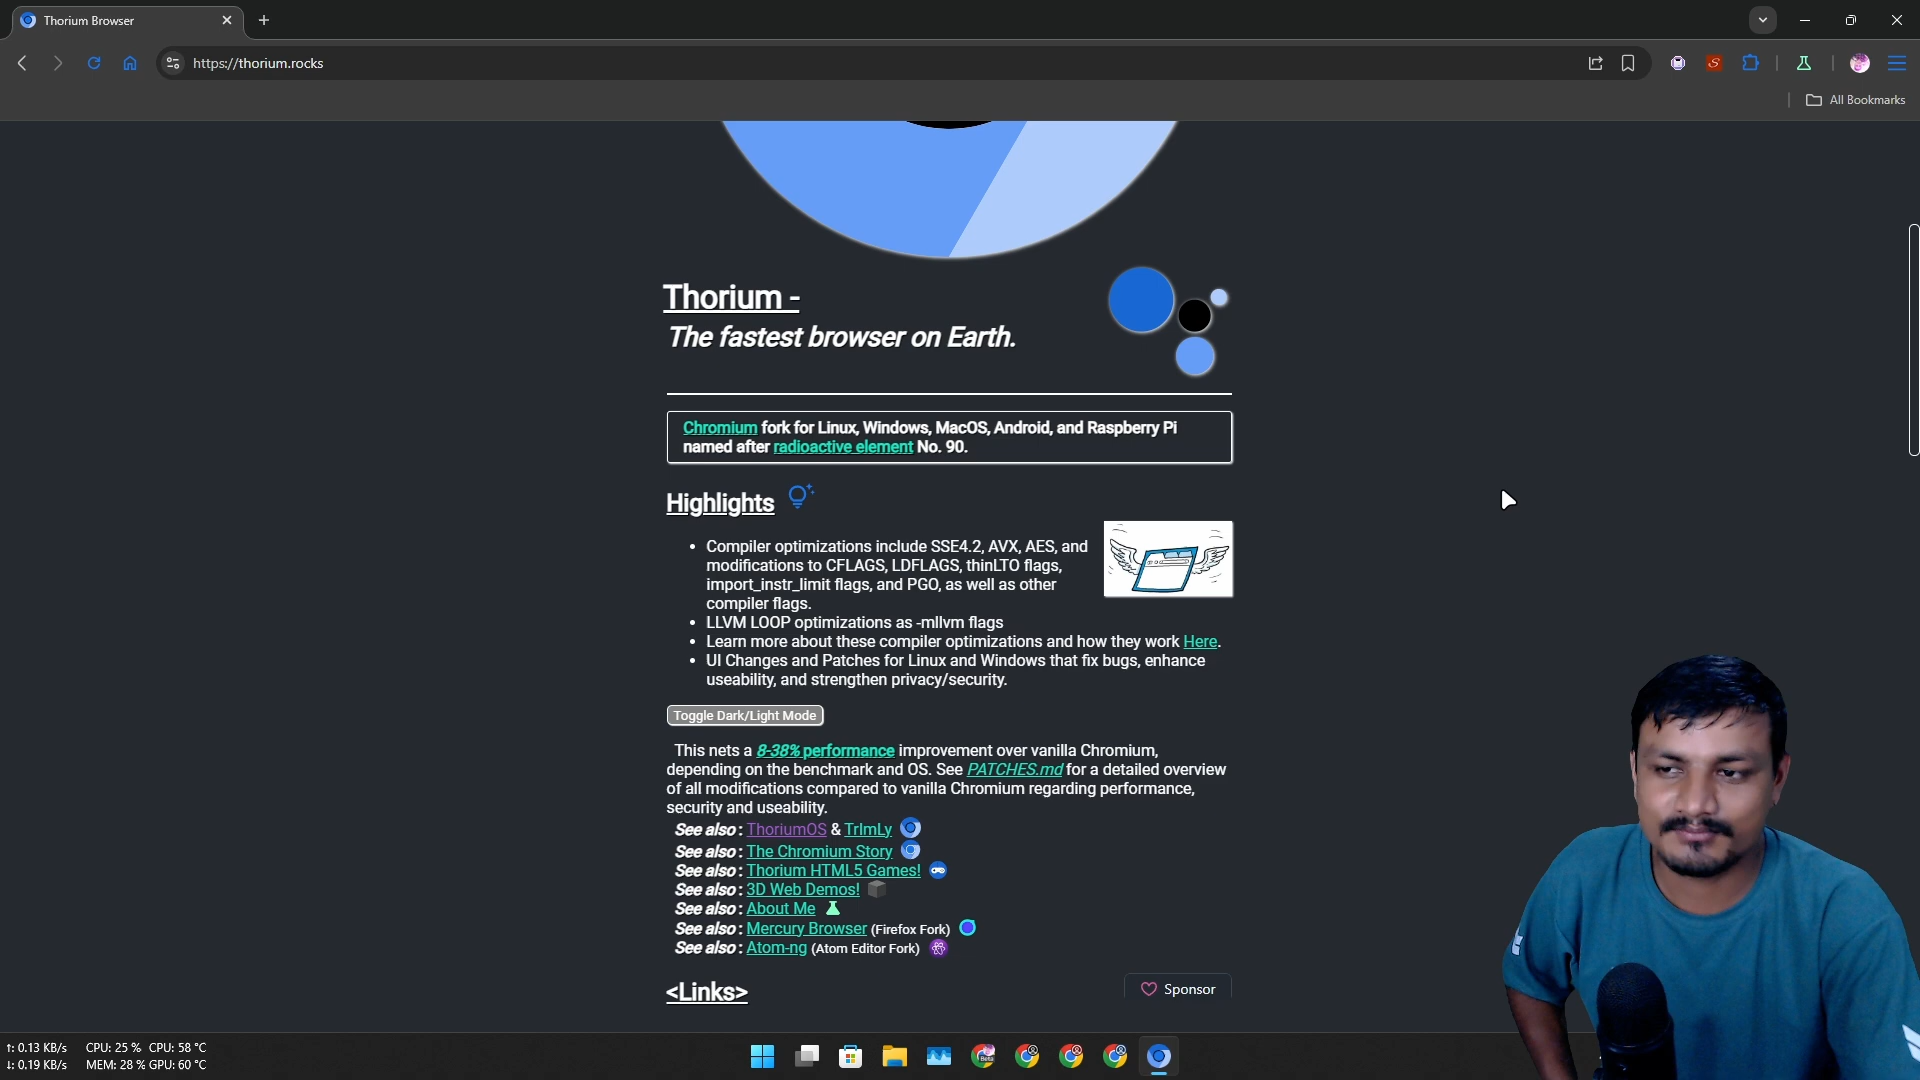 Thorium Browser
https://thorium.rocks
All Bookmarks
Thorium -
The fastest browser on Earth.
Chromium fork for Linux, Windows, MacOS, Android, and Raspberry Pi
named after radioactive element No. 90.
Highlights
• Compiler optimizations include SSE4.2, AVX, AES, and
modifications to CFLAGS, LDFLAGS, thinLTO flags,
import_instr_limit flags, and PGO, as well as other
compiler flags.
• LLVM LOOP optimizations as -mllvm flags
• Learn more about these compiler optimizations and how they work Here.
• UI Changes and Patches for Linux and Windows that fix bugs, enhance
useability, and strengthen privacy/security.
Toggle Dark/Light Mode
This nets a 8-38% performance improvement over vanilla Chromium,
depending on the benchmark and OS. See PATCHES.md for a detailed overview
of all modifications compared to vanilla Chromium regarding performance,
security and useability.
See also : ThoriumOS & TrImLy
See also : The Chromium Story
See also : Thorium HTML5 Games!
See also : 3D Web Demos!
See also : About Me
See also : Mercury Browser (Firefox Fork)
See also : Atom-ng (Atom Editor Fork)
<Links>
Sponsor
↑: 0.13 KB/s CPU: 25 % CPU: 58 °C
↓: 0.19 KB/s MEM: 28 % GPU: 60 °C
Beta